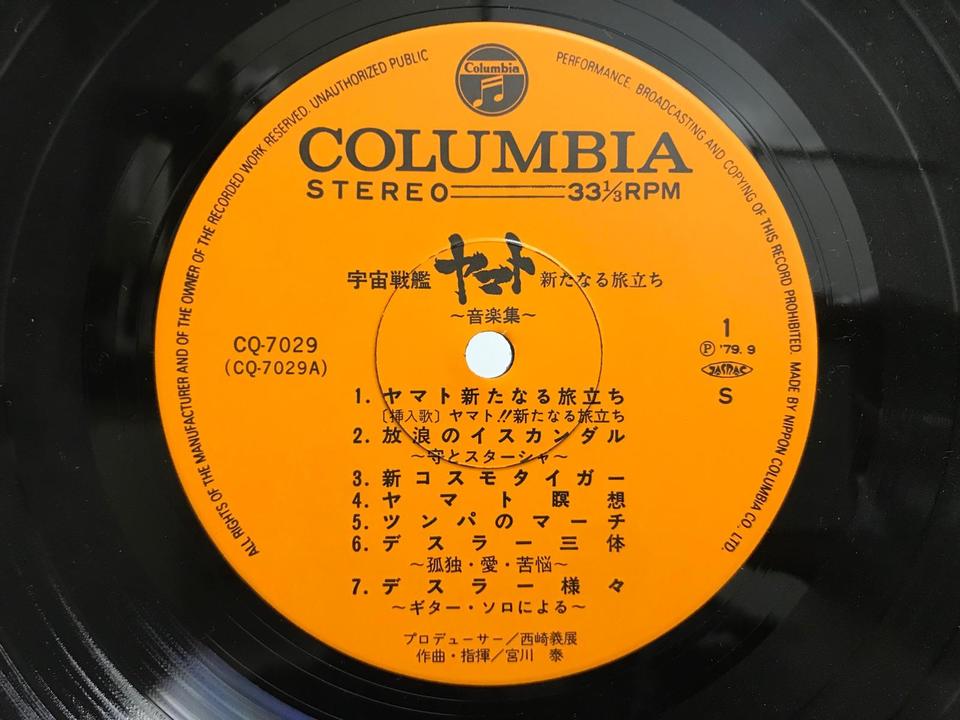 Columbia
COLUMBIA
STEREO 33⅓RPM
宇宙戦艦 ヤマト 新たなる旅立ち
〜音楽集〜
CQ-7029
(CQ-7029A)
1
Ⓟ '79. 9
JASRAC
S
1. ヤマト新たなる旅立ち
〔挿入歌〕ヤマト!!新たなる旅立ち
2. 放浪のイスカンダル
〜守とスターシャ〜
3. 新コスモタイガー
4. ヤマト瞑想
5. ツンパのマーチ
6. デスラー三体
〜孤独・愛・苦悩〜
7. デスラー様々
〜ギター・ソロによる〜
プロデューサー/西崎義展
作曲・指揮/宮川 泰
ALL RIGHTS OF THE MANUFACTURER AND OF THE OWNER OF THE RECORDED WORK RESERVED. UNAUTHORIZED PUBLIC PERFORMANCE, BROADCASTING AND COPYING OF THIS RECORD PROHIBITED. MADE BY NIPPON COLUMBIA CO., LTD.